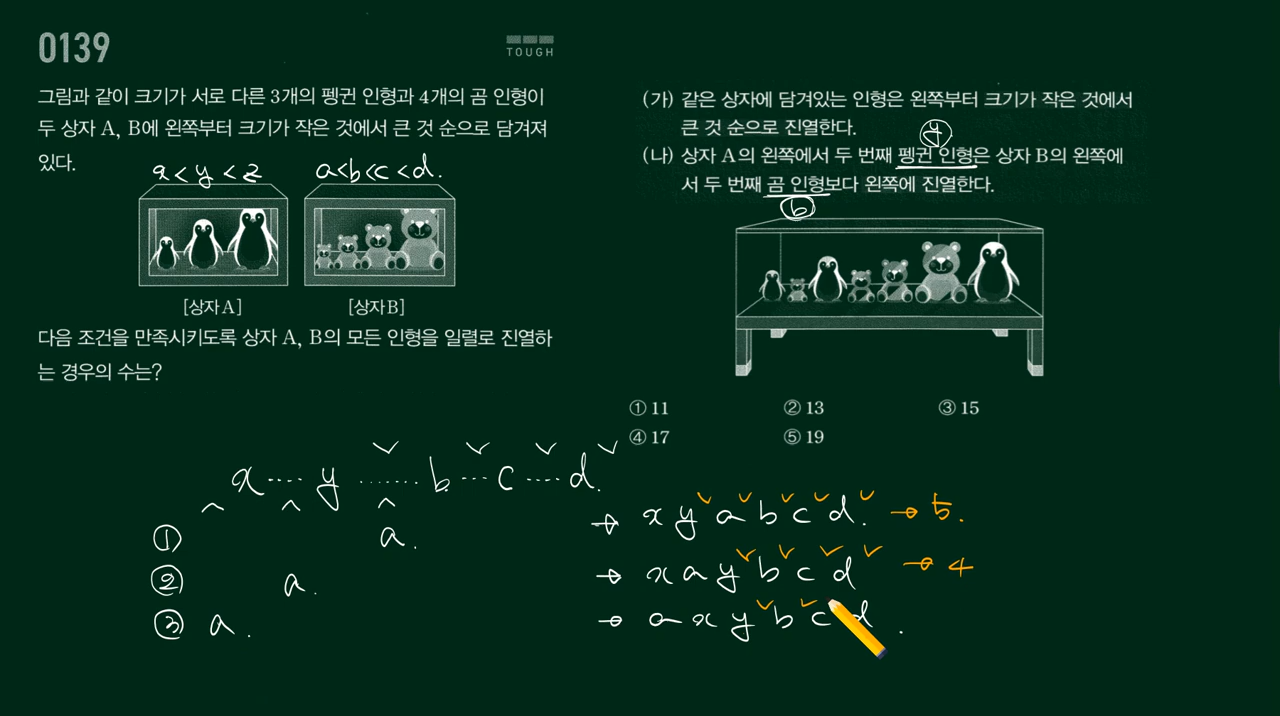 0139
TOUGH
그림과 같이 크기가 서로 다른 3개의 펭귄 인형과 4개의 곰 인형이
두 상자 A, B에 왼쪽부터 크기가 작은 것에서 큰 것 순으로 담겨져
있다.
x < y < z
a<b<c<d.
[상자A]
[상자B]
다음 조건을 만족시키도록 상자 A, B의 모든 인형을 일렬로 진열하
는 경우의 수는?
(가) 같은 상자에 담겨있는 인형은 왼쪽부터 크기가 작은 것에서
큰 것 순으로 진열한다.
y
(나) 상자 A의 왼쪽에서 두 번째 펭귄 인형은 상자 B의 왼쪽에
서 두 번째 곰 인형보다 왼쪽에 진열한다.
b
① 11
② 13
③ 15
④ 17
⑤ 19
x ···· y ······ b ··· c ···· d.
① a.
② a.
③ a.
→ x y a b c d. → 5.
→ x a y b c d → 4
→ a x y b c d .